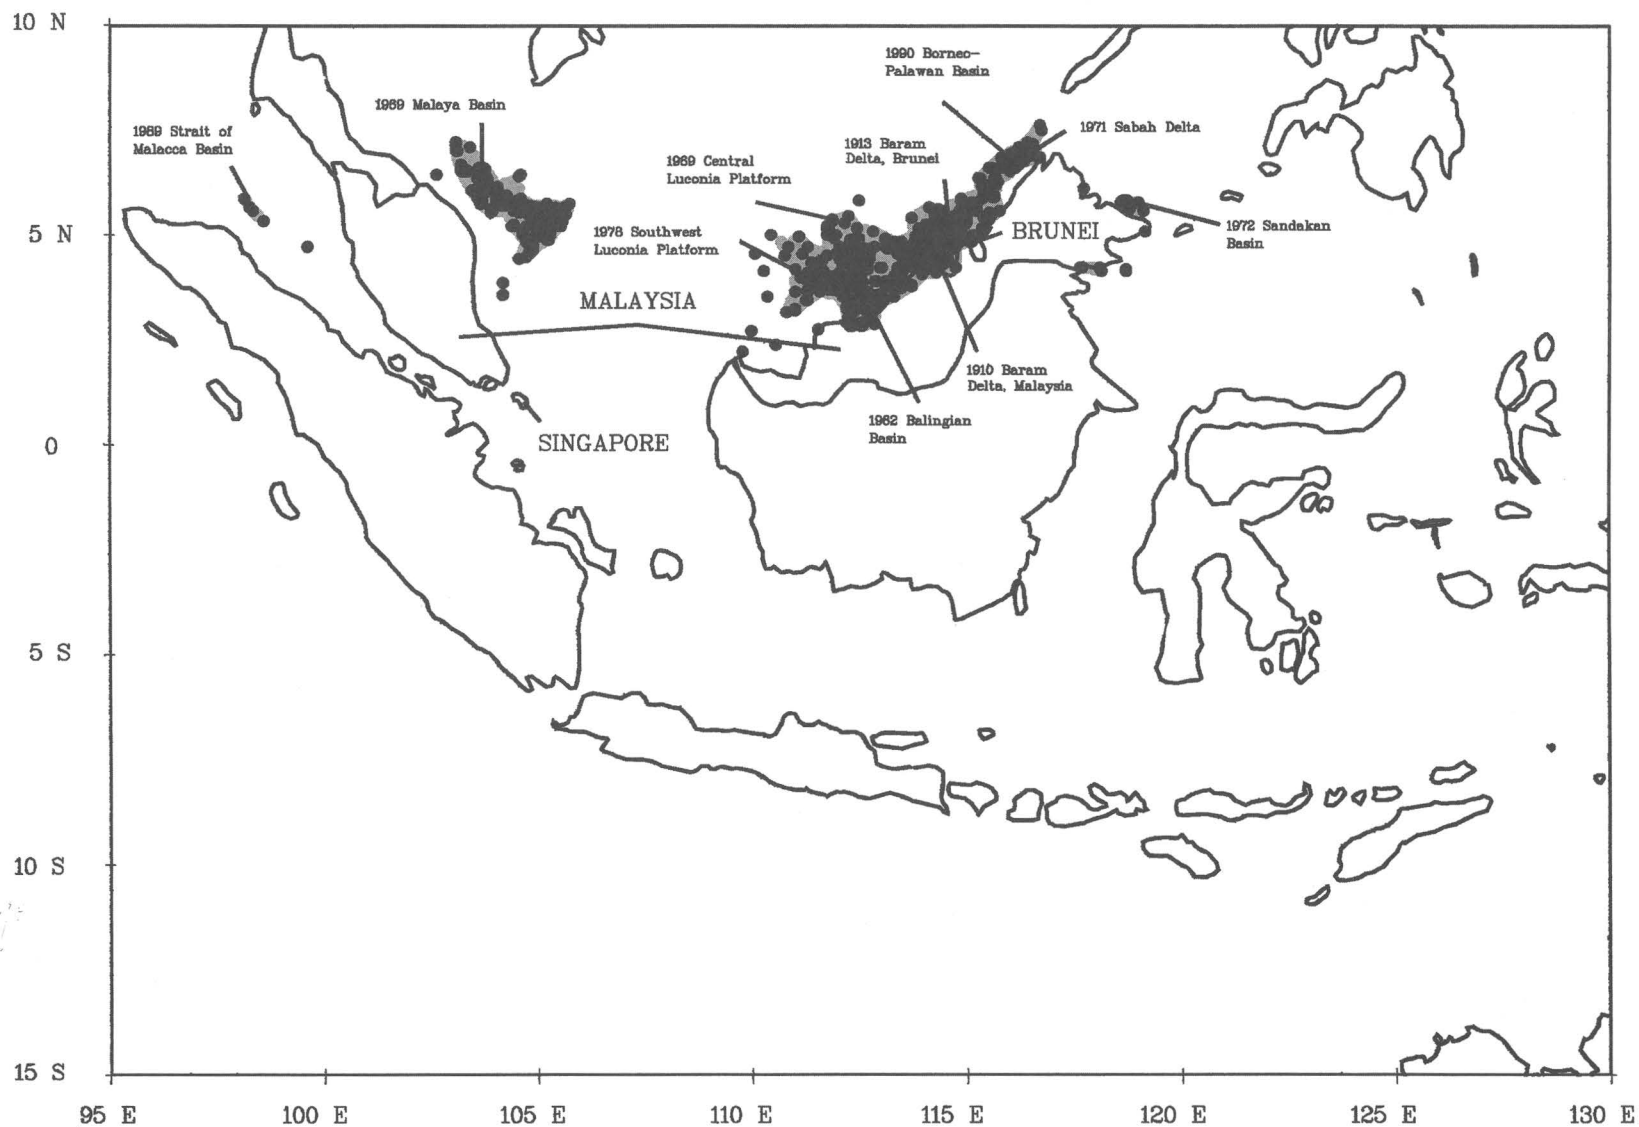 10 N
1990 Borneo-
Palawan Basin
1969 Malaya Basin
1969 Strait of
Malacca Basin
1971 Sabah Delta
1913 Baram
Delta, Brunei
1969 Central
Luconia Platform
5 N
1978 Southwest
Luconia Platform
BRUNEI
1972 Sandakan
Basin
MALAYSIA
1910 Baram
Delta, Malaysia
1962 Balingian
Basin
0
SINGAPORE
5 S
10 S
15 S
95 E
100 E
105 E
110 E
115 E
120 E
125 E
130 E